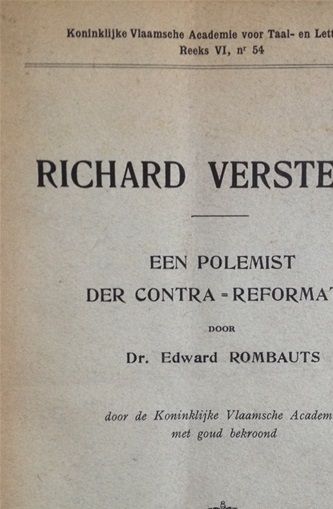 Koninklijke Vlaamsche Academie voor Taal- en Lett
Reeks VI, nʳ 54
RICHARD VERSTE
EEN POLEMIST
DER CONTRA=REFORMAT
DOOR
Dr. Edward ROMBAUTS
door de Koninklijke Vlaamsche Academ
met goud bekroond